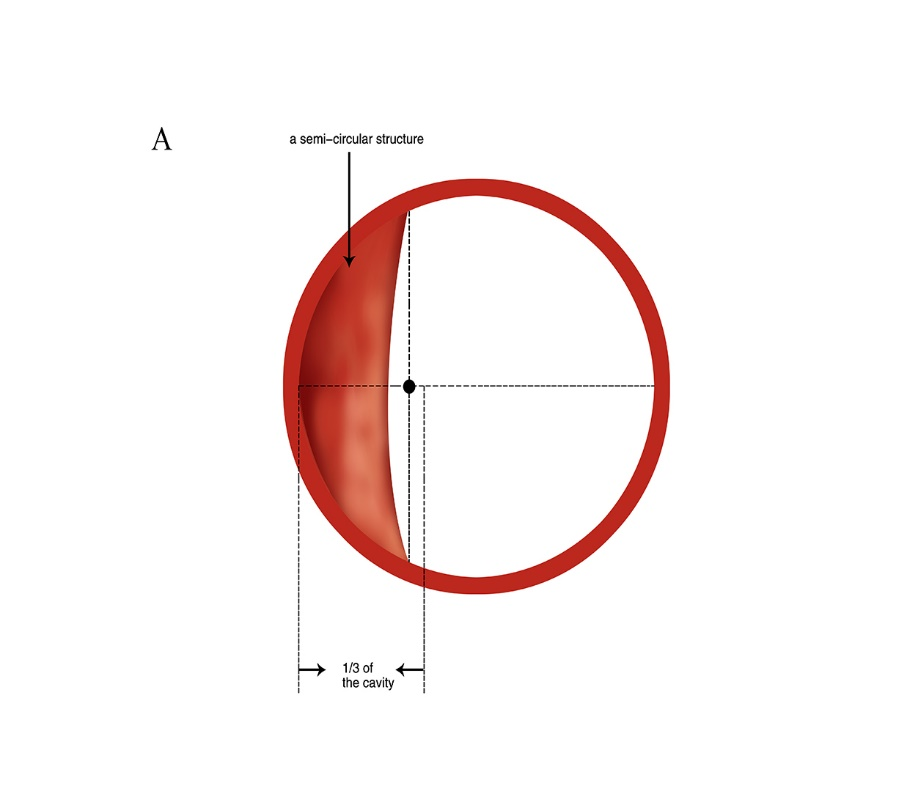 A
a semi–circular structure
1/3 of
the cavity